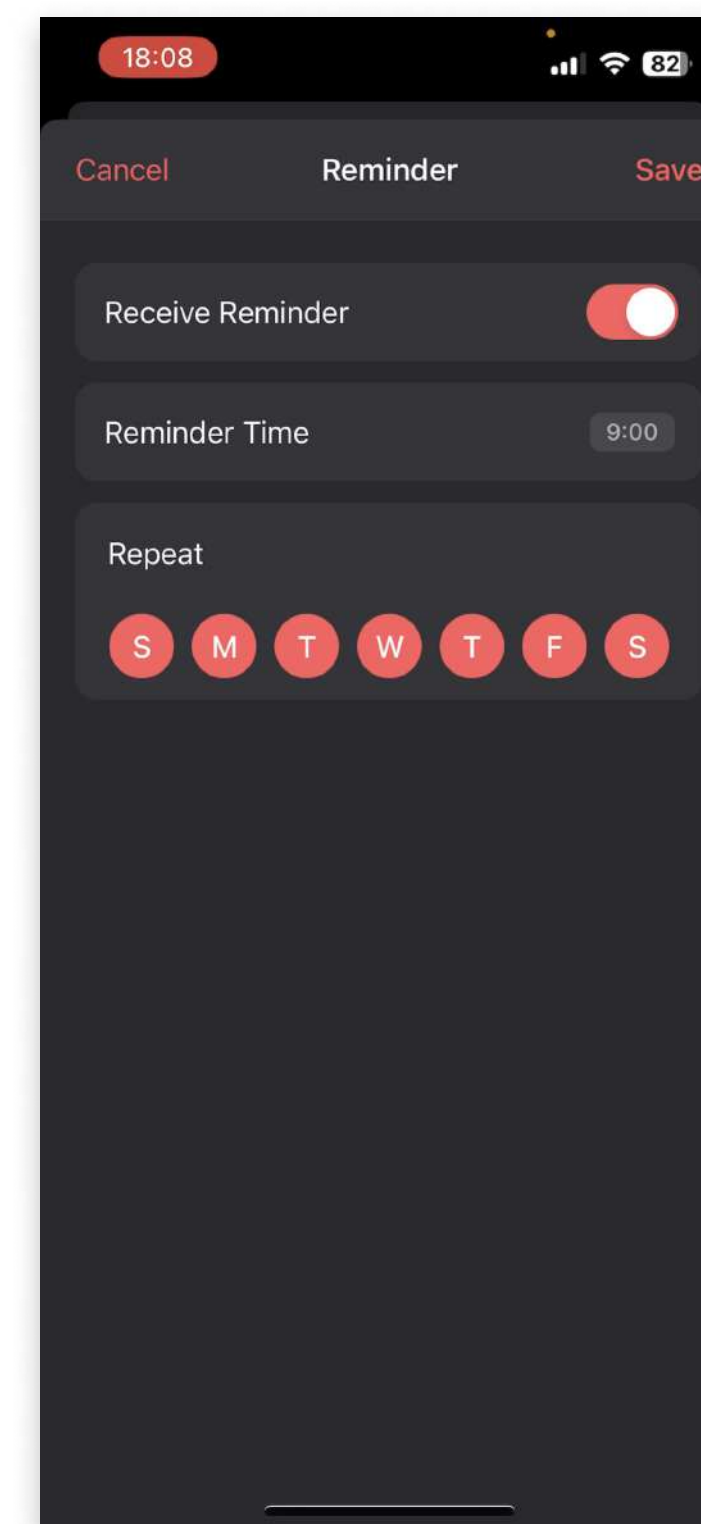 18:08 82
Cancel Reminder Save
Receive Reminder
Reminder Time 9:00
Repeat
S M T W T F S